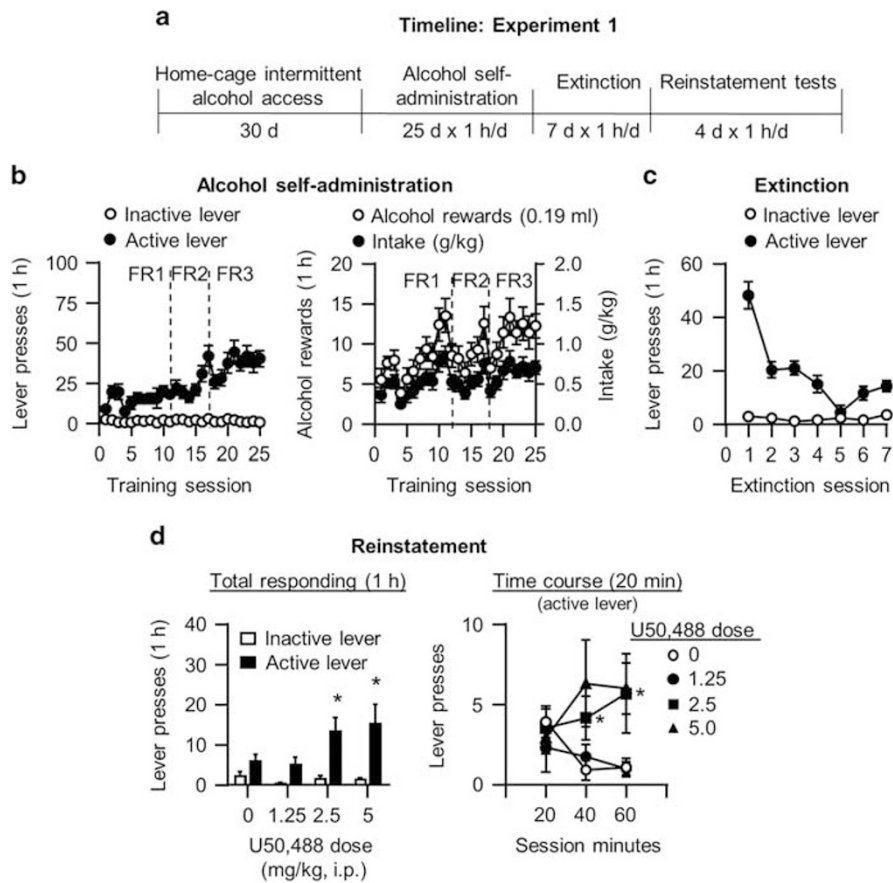 a
Timeline: Experiment 1
Home-cage intermittent
alcohol access
Alcohol self-
administration
Extinction
Reinstatement tests
30 d
25 d x 1 h/d
7 d x 1 h/d
4 d x 1 h/d
b
Alcohol self-administration
Inactive lever
Active lever
Lever presses (1 h)
100
75
50
25
0
FR1
FR2
FR3
0
5
10
15
20
25
Training session
Alcohol rewards (0.19 ml)
Intake (g/kg)
Alcohol rewards (1 h)
20
15
10
5
0
FR1
FR2
FR3
2.0
1.5
1.0
0.5
0.0
Intake (g/kg)
0
5
10
15
20
25
Training session
c
Extinction
Inactive lever
Active lever
Lever presses (1 h)
60
40
20
0
0
1
2
3
4
5
6
7
Extinction session
d
Reinstatement
Total responding (1 h)
Lever presses (1 h)
40
30
20
10
0
Inactive lever
Active lever
*
*
0
1.25
2.5
5
U50,488 dose
(mg/kg, i.p.)
Time course (20 min)
(active lever)
Lever presses
10
5
0
*
*
20
40
60
Session minutes
U50,488 dose
0
1.25
2.5
5.0